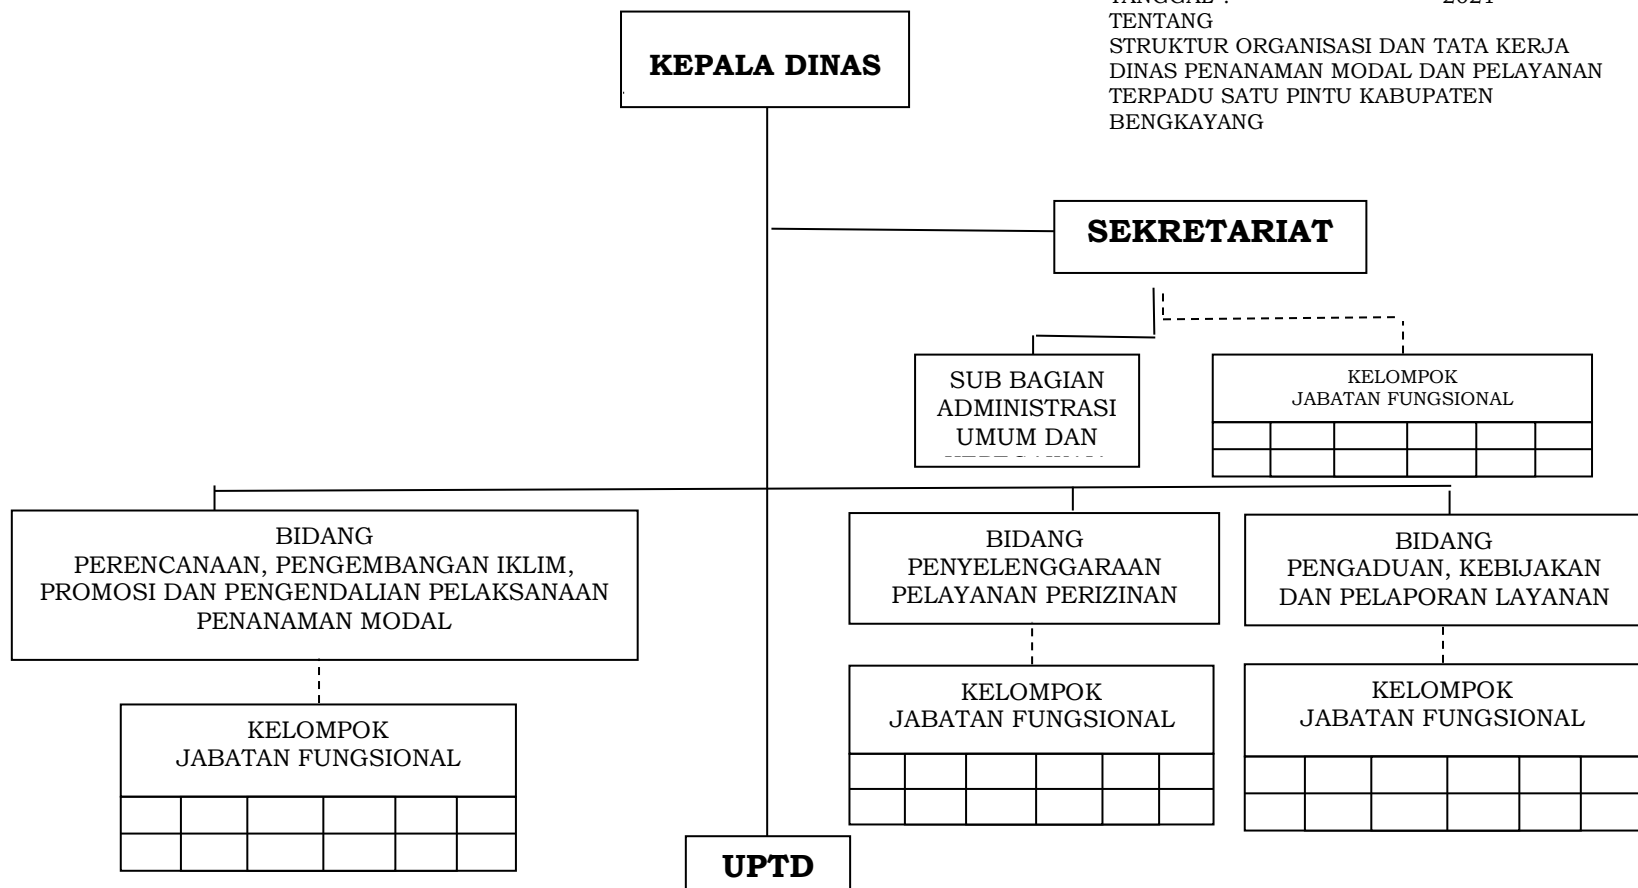 TENTANG
STRUKTUR ORGANISASI DAN TATA KERJA
DINAS PENANAMAN MODAL DAN PELAYANAN
TERPADU SATU PINTU KABUPATEN
BENGKAYANG
KEPALA DINAS
SEKRETARIAT
SUB BAGIAN
ADMINISTRASI
UMUM DAN
KELOMPOK
JABATAN FUNGSIONAL
BIDANG
PERENCANAAN, PENGEMBANGAN IKLIM,
PROMOSI DAN PENGENDALIAN PELAKSANAAN
PENANAMAN MODAL
BIDANG
PENYELENGGARAAN
PELAYANAN PERIZINAN
BIDANG
PENGADUAN, KEBIJAKAN
DAN PELAPORAN LAYANAN
KELOMPOK
JABATAN FUNGSIONAL
KELOMPOK
JABATAN FUNGSIONAL
KELOMPOK
JABATAN FUNGSIONAL
UPTD